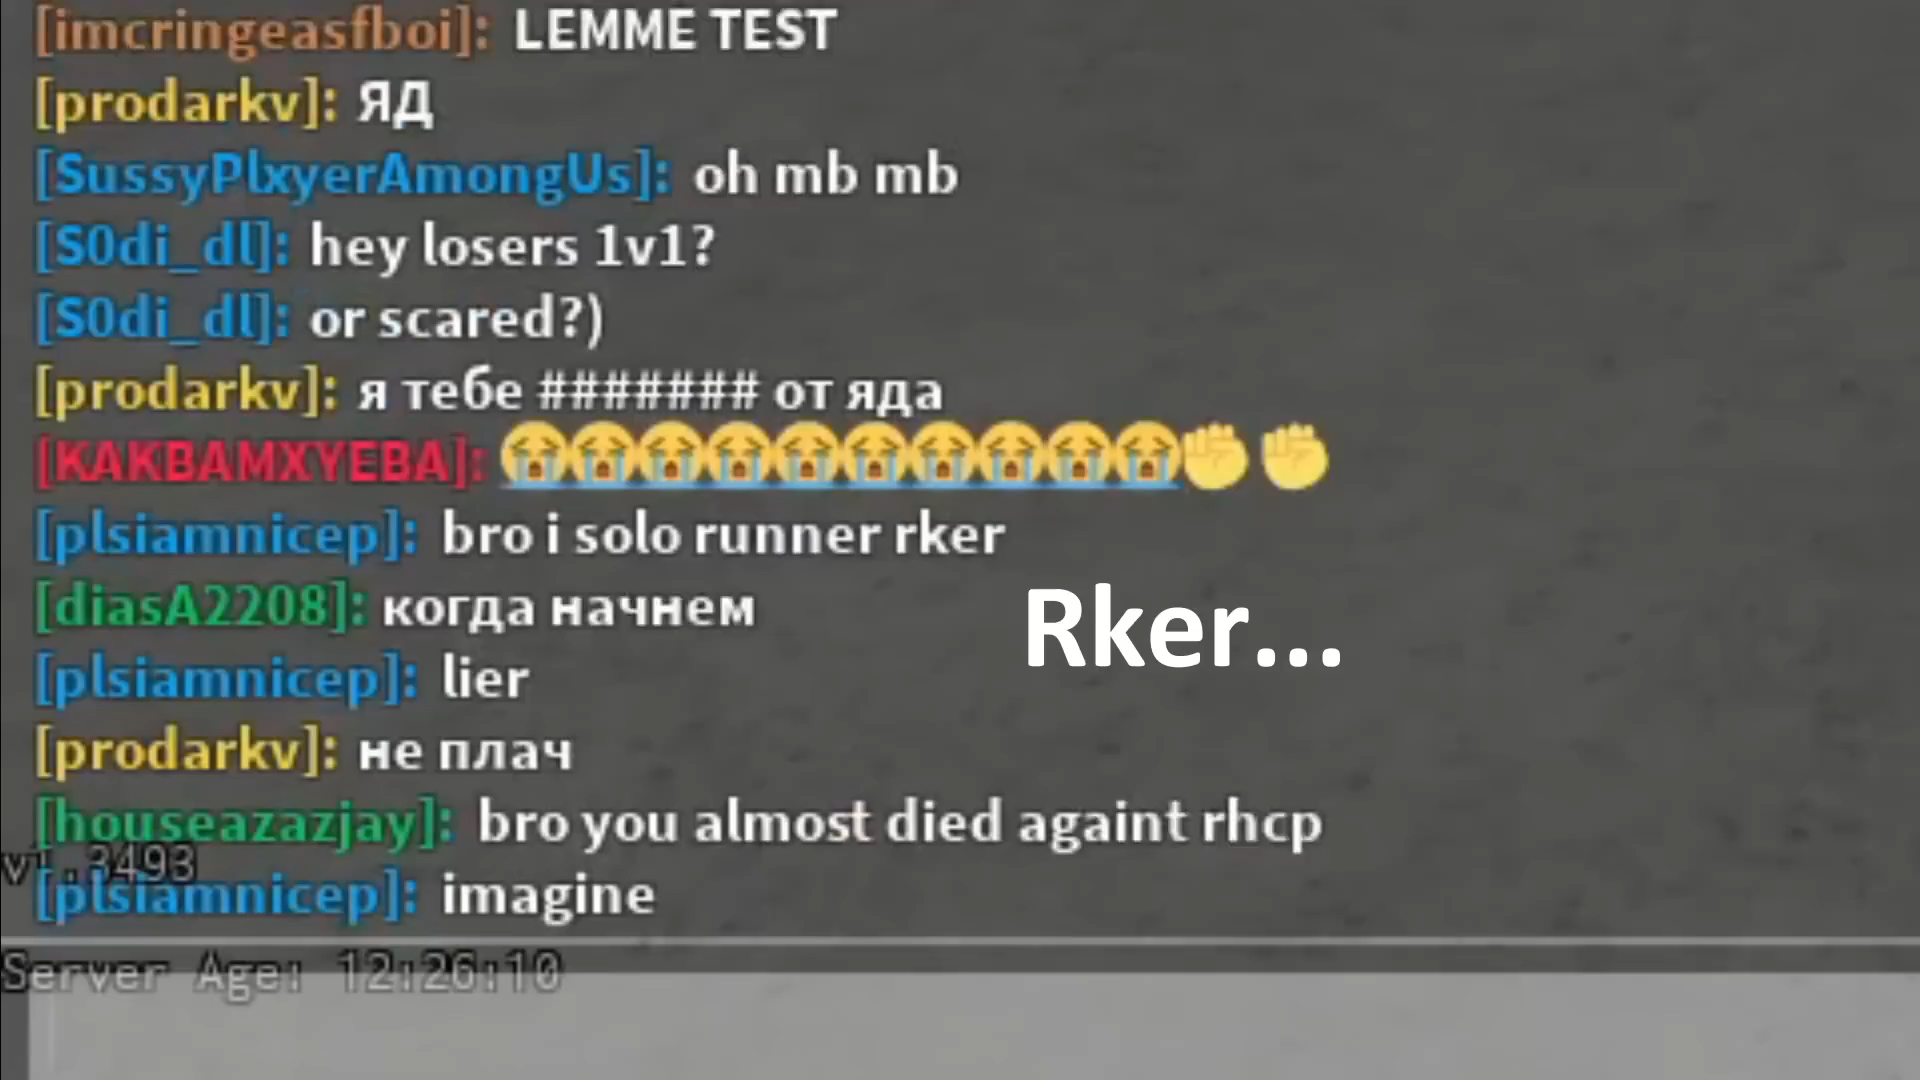 [imcringeasfboi]: LEMME TEST
[prodarkv]: ЯД
[SussyPlxyerAmongUs]: oh mb mb
[S0di_dl]: hey losers 1v1?
[S0di_dl]: or scared?)
[prodarkv]: я тебе ####### от яда
[KAKBAMXYEBA]: 😭😭😭😭😭😭😭😭😭😭✊✊
[plsiamnicep]: bro i solo runner rker
[diasA2208]: когда начнем
Rker...
[plsiamnicep]: lier
[prodarkv]: не плач
[houseazazjay]: bro you almost died againt rhcp
v1.3493
[plsiamnicep]: imagine
Server Age: 12:26:10